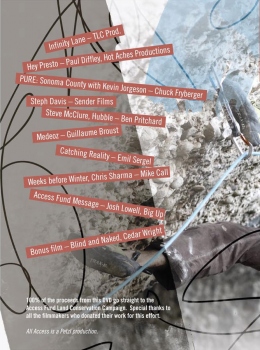 Infinity Lane – TLC Prod.
Hey Presto – Paul Diffley, Hot Aches Productions
PURE: Sonoma County with Kevin Jorgeson – Chuck Fryberger
Steph Davis – Sender Films
Steve McClure, Hubble – Ben Pritchard
Medeoz – Guillaume Broust
Catching Reality – Emil Sergel
Weeks before Winter, Chris Sharma – Mike Call
Access Fund Message – Josh Lowell, Big Up
Bonus film – Blind and Naked, Cedar Wright
100% of the proceeds from this DVD go straight to the
Access Fund Land Conservation Campaign. Special thanks to
all the filmmakers who donated their work for this effort.
All Access is a Petzl production.